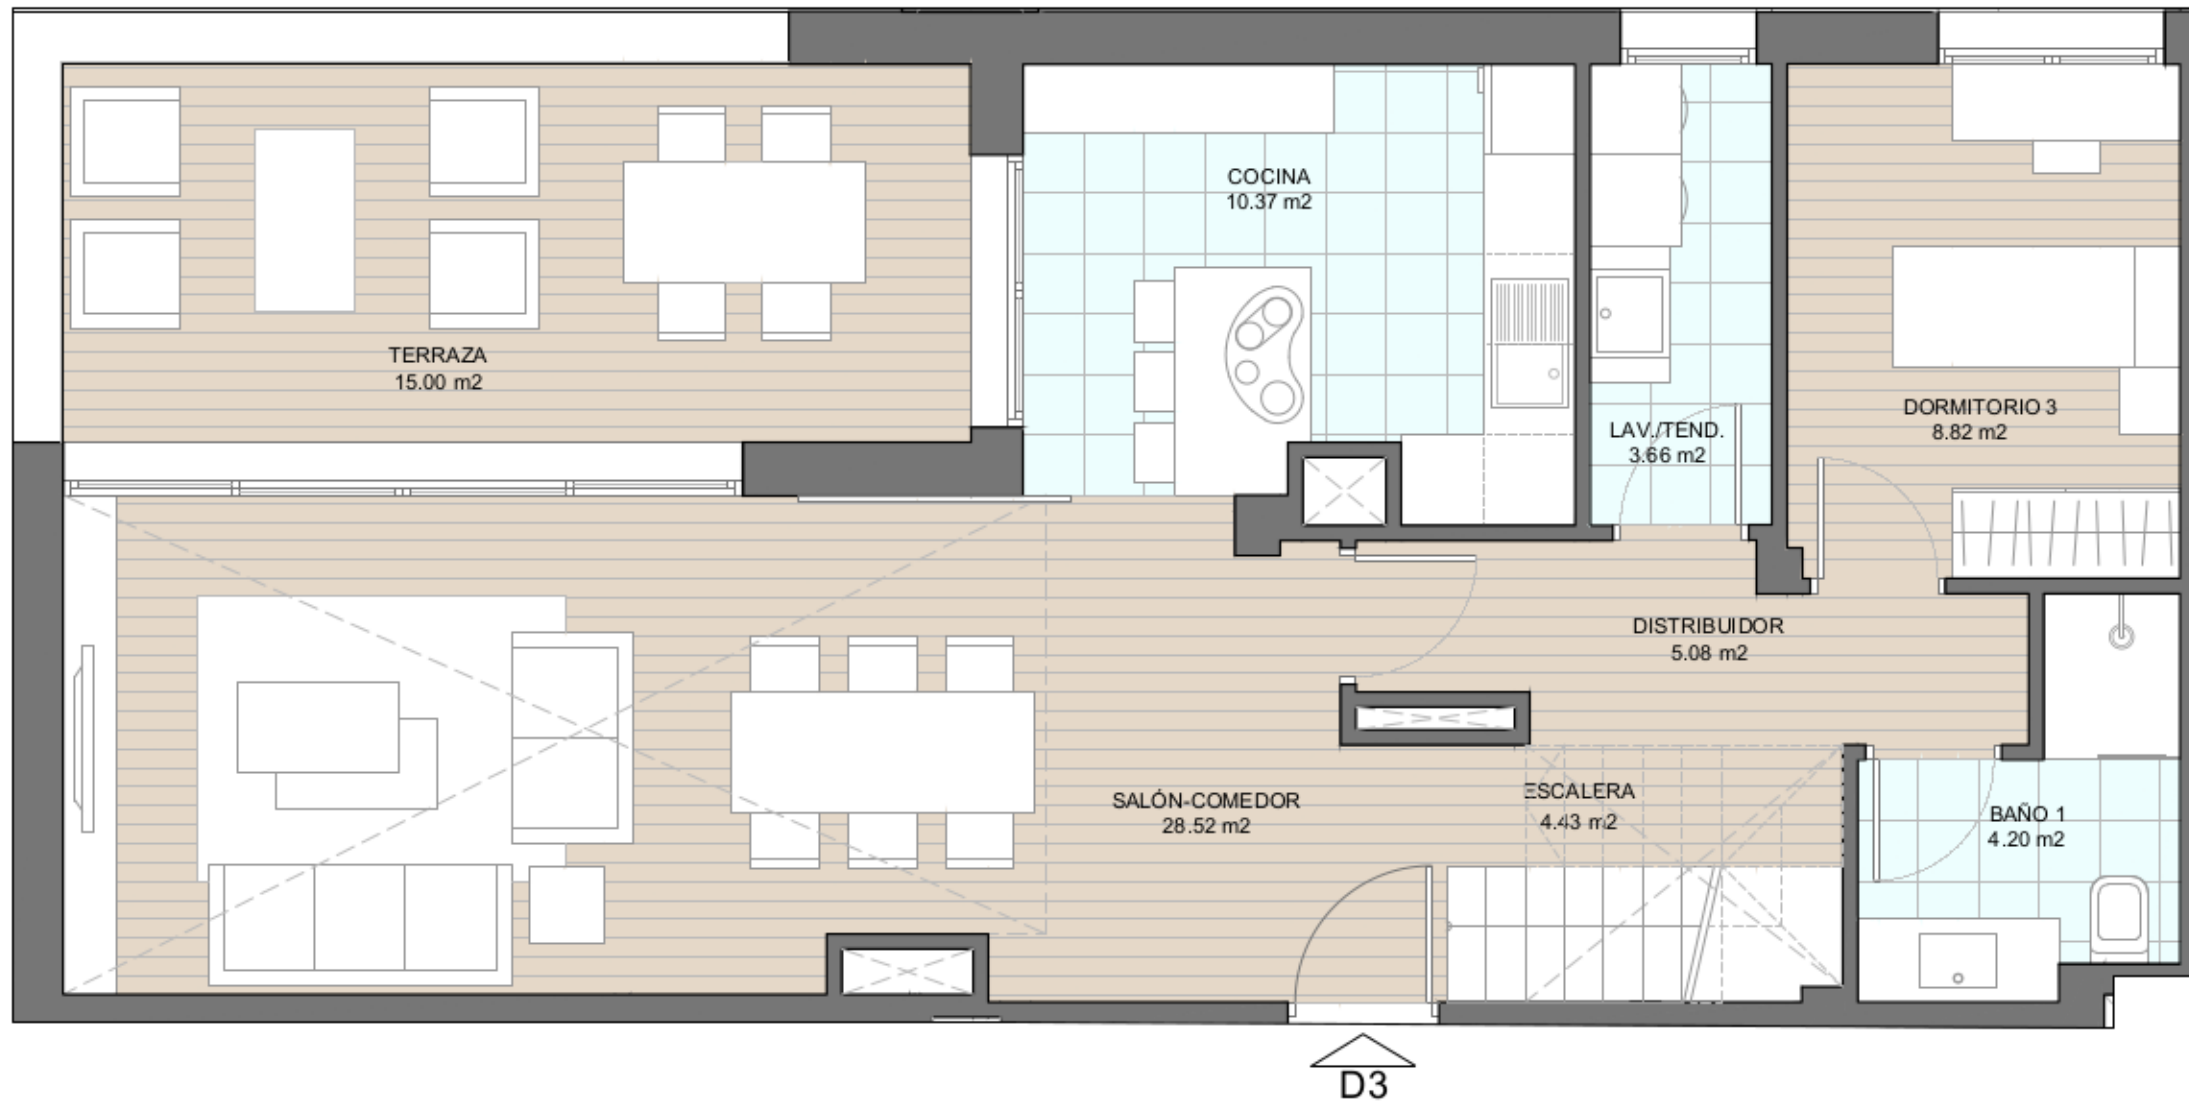 COCINA
10.37 m2
TERRAZA
15.00 m2
DORMITORIO 3
8.82 m2
LAV./TEND.
3.66 m2
DISTRIBUIDOR
5.08 m2
SALÓN-COMEDOR
28.52 m2
ESCALERA
4.43 m2
BAÑO 1
4.20 m2
D3